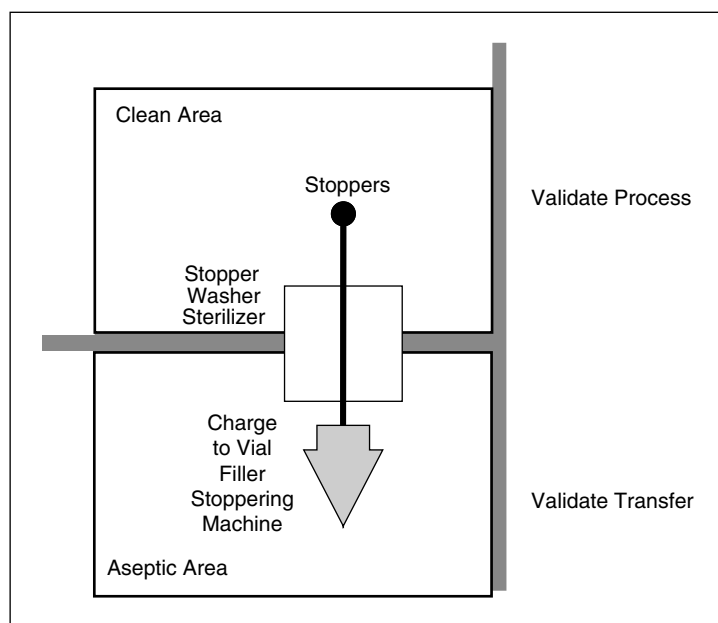 Clean Area
Stoppers
Validate Process
Stopper
Washer
Sterilizer
Charge
to Vial
Filler
Stoppering
Machine
Validate Transfer
Aseptic Area